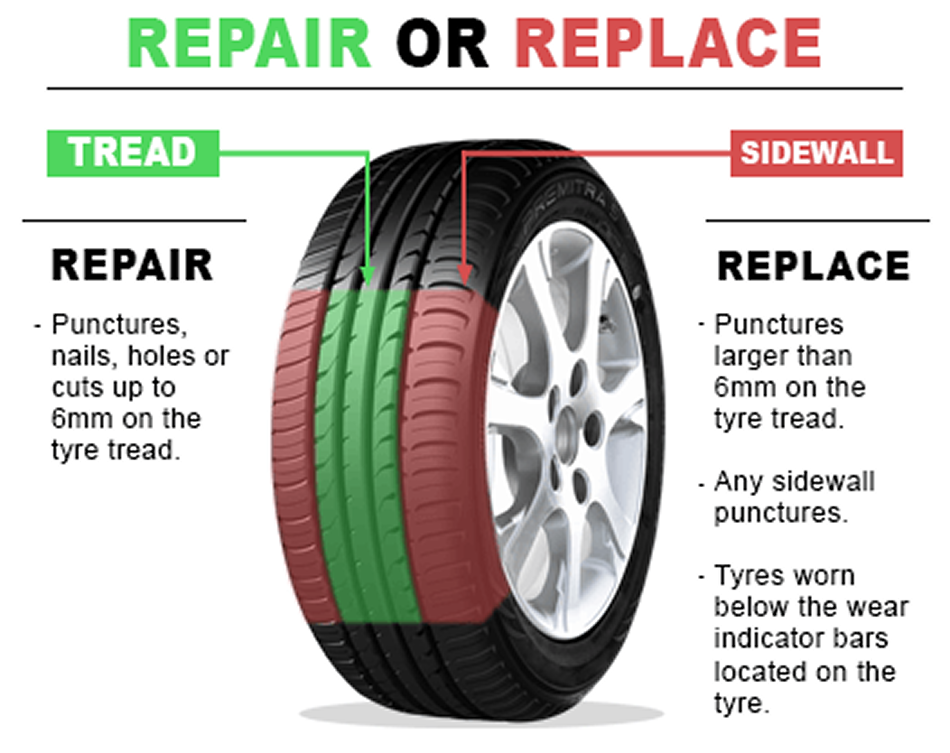 REPAIR OR REPLACE
TREAD
SIDEWALL
REPAIR
- Punctures,
nails, holes or
cuts up to
6mm on the
tyre tread.
REPLACE
- Punctures
larger than
6mm on the
tyre tread.
- Any sidewall
punctures.
- Tyres worn
below the wear
indicator bars
located on the
tyre.
PREMITRA 5